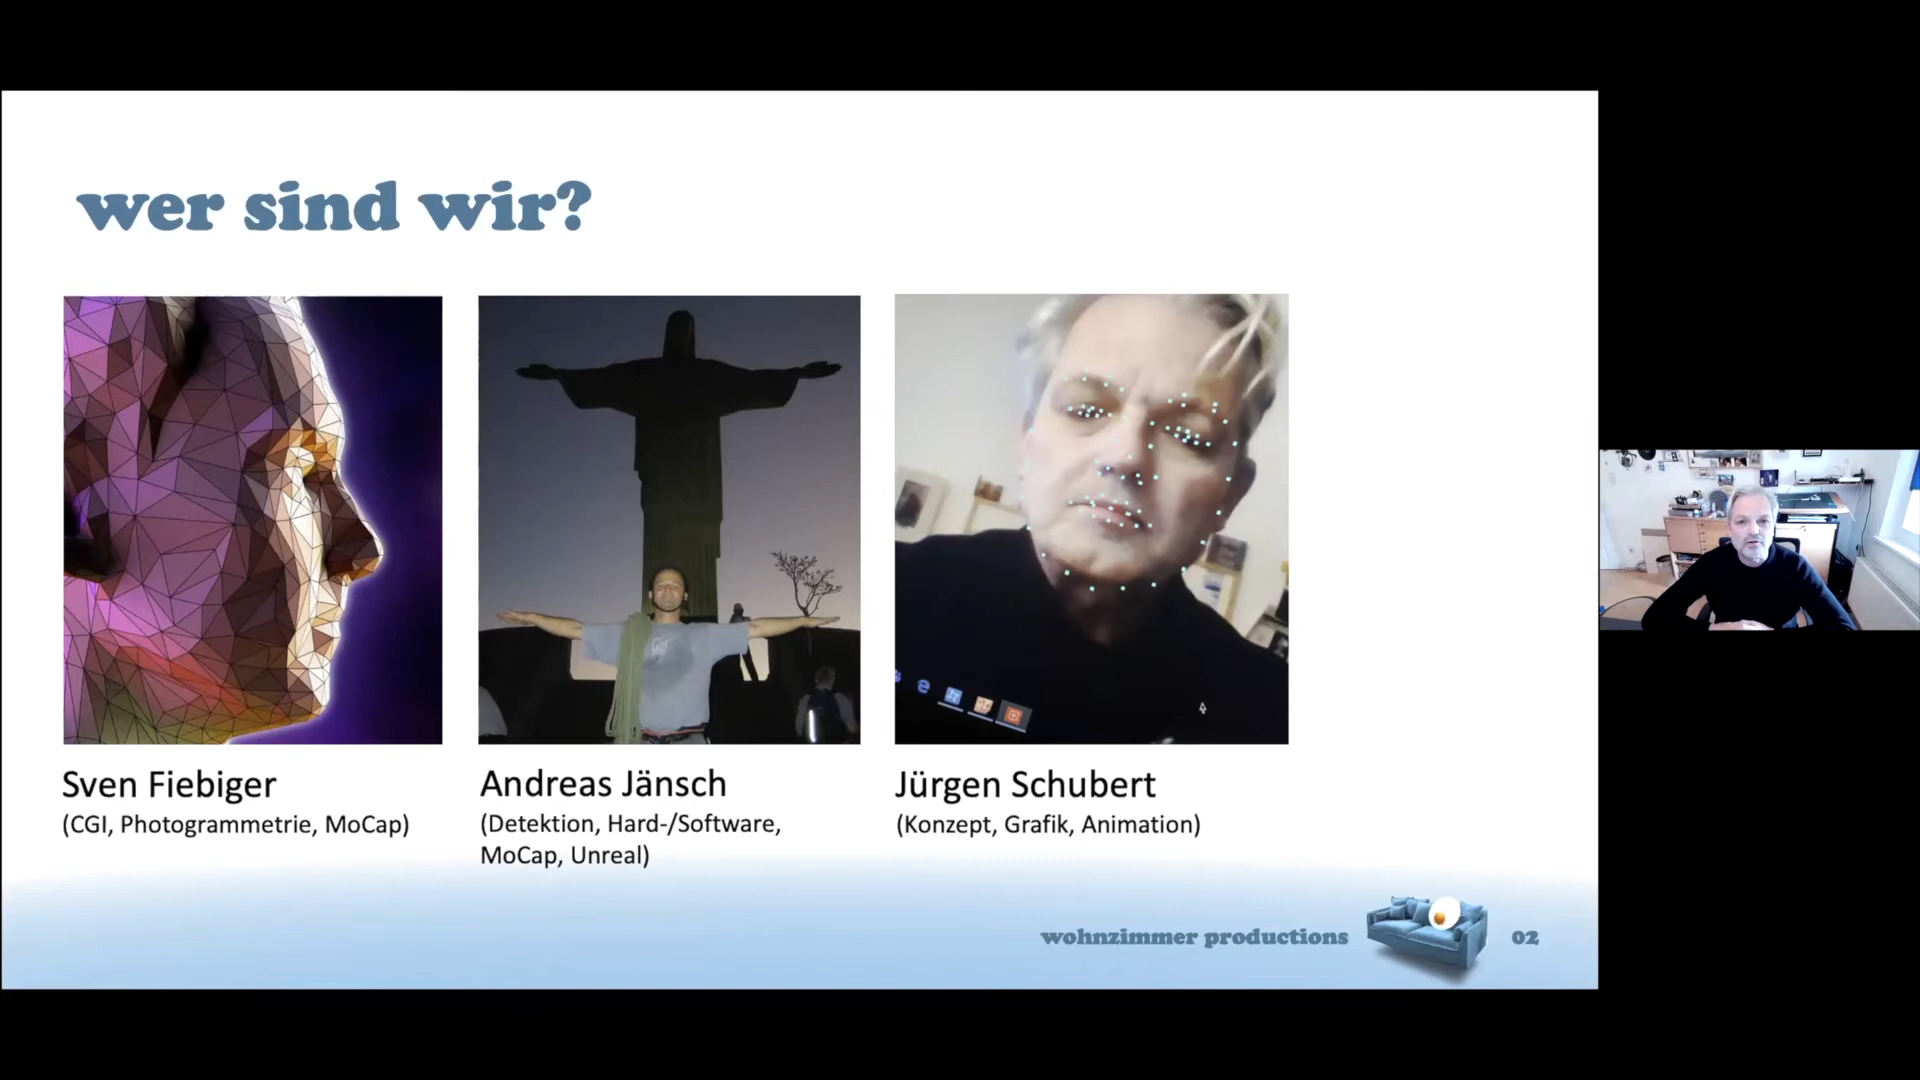 wer sind wir?
Sven Fiebiger
(CGI, Photogrammetrie, MoCap)
Andreas Jänsch
(Detektion, Hard-/Software,
MoCap, Unreal)
Jürgen Schubert
(Konzept, Grafik, Animation)
wohnzimmer productions
02